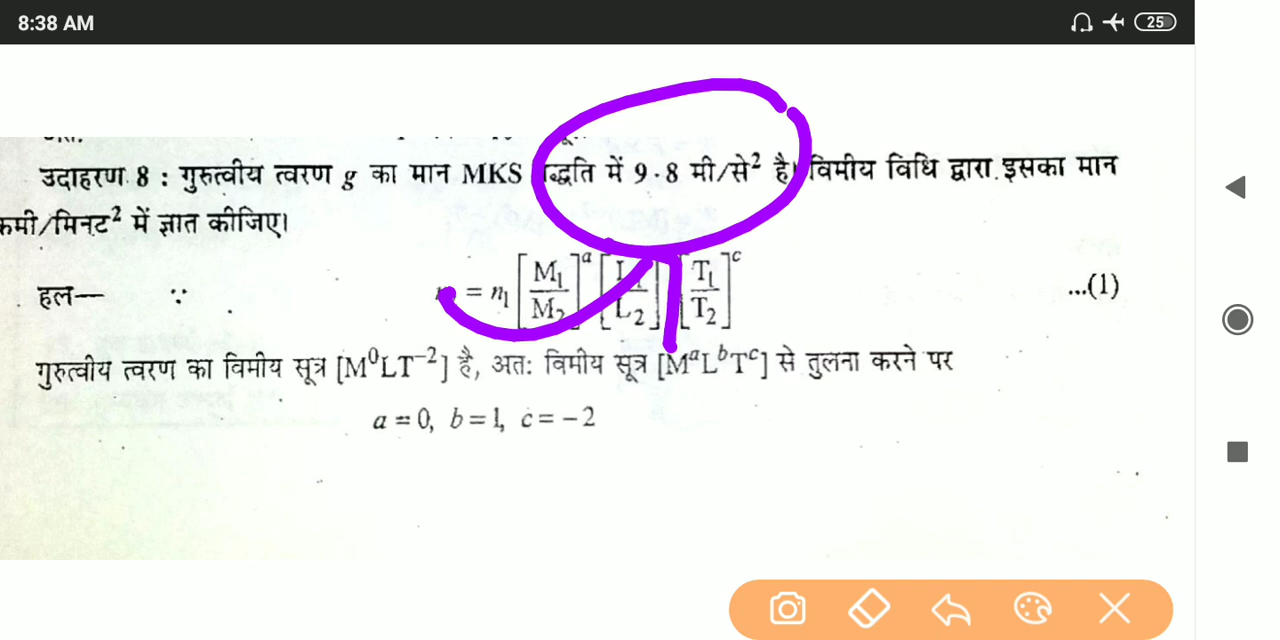 8:38 AM
25
उदाहरण 8 : गुरुत्वीय त्वरण g का मान MKS पद्धति में 9·8 मी/से² है। विमीय विधि द्वारा इसका मान
कमी/मिनट² में ज्ञात कीजिए।
हल— ∵ = n₁ [M₁/M₂]ᵃ [L₁/L₂] [T₁/T₂]ᶜ ...(1)
गुरुत्वीय त्वरण का विमीय सूत्र [M⁰LT⁻²] है, अतः विमीय सूत्र [MᵃLᵇTᶜ] से तुलना करने पर
a = 0, b = 1, c = −2